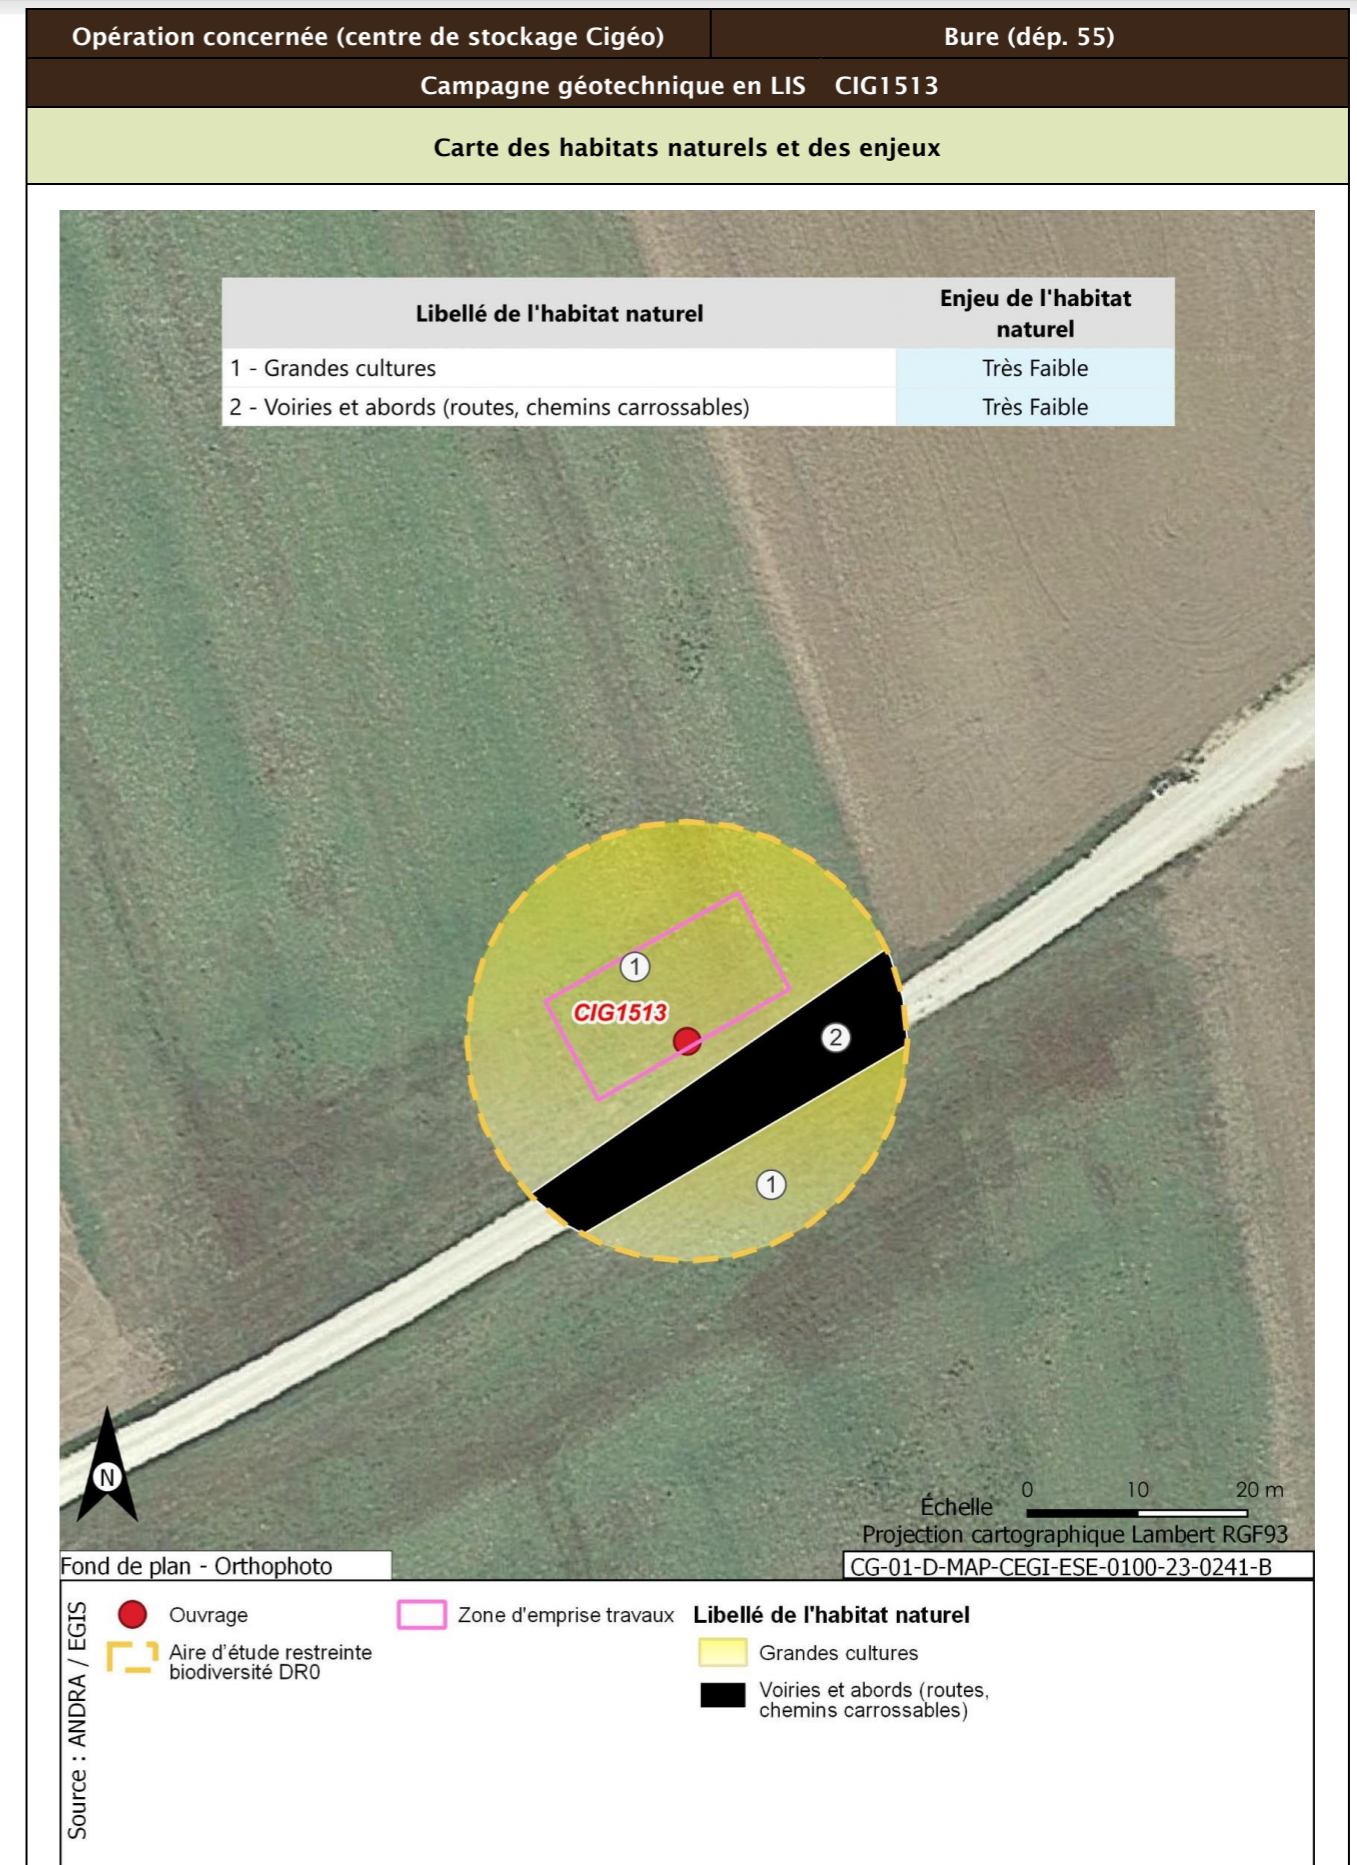 Opération concernée (centre de stockage Cigéo) Bure (dép. 55)
Campagne géotechnique en LIS CIG1513
Carte des habitats naturels et des enjeux
Libellé de l'habitat naturel Enjeu de l'habitat
naturel
1 - Grandes cultures Très Faible
2 - Voiries et abords (routes, chemins carrossables) Très Faible
1
CIG1513
2
1
N
0 10 20 m
Échelle
Projection cartographique Lambert RGF93
Fond de plan - Orthophoto CG-01-D-MAP-CEGI-ESE-0100-23-0241-B
Source : ANDRA / EGIS
Ouvrage
Aire d'étude restreinte
biodiversité DR0
Zone d'emprise travaux
Libellé de l'habitat naturel
Grandes cultures
Voiries et abords (routes,
chemins carrossables)